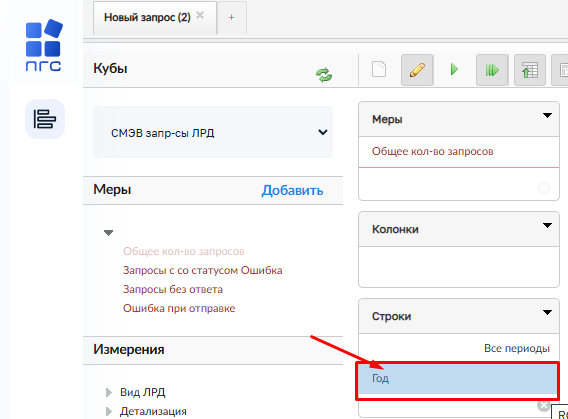 Новый запрос (2)
+
пгс
Кубы
СМЭВ запр-сы ЛРД
Меры
Добавить
Общее кол-во запросов
Запросы с со статусом Ошибка
Запросы без ответа
Ошибка при отправке
Измерения
Вид ЛРД
Детализация
Меры
Общее кол-во запросов
Колонки
Строки
Все периоды
Год